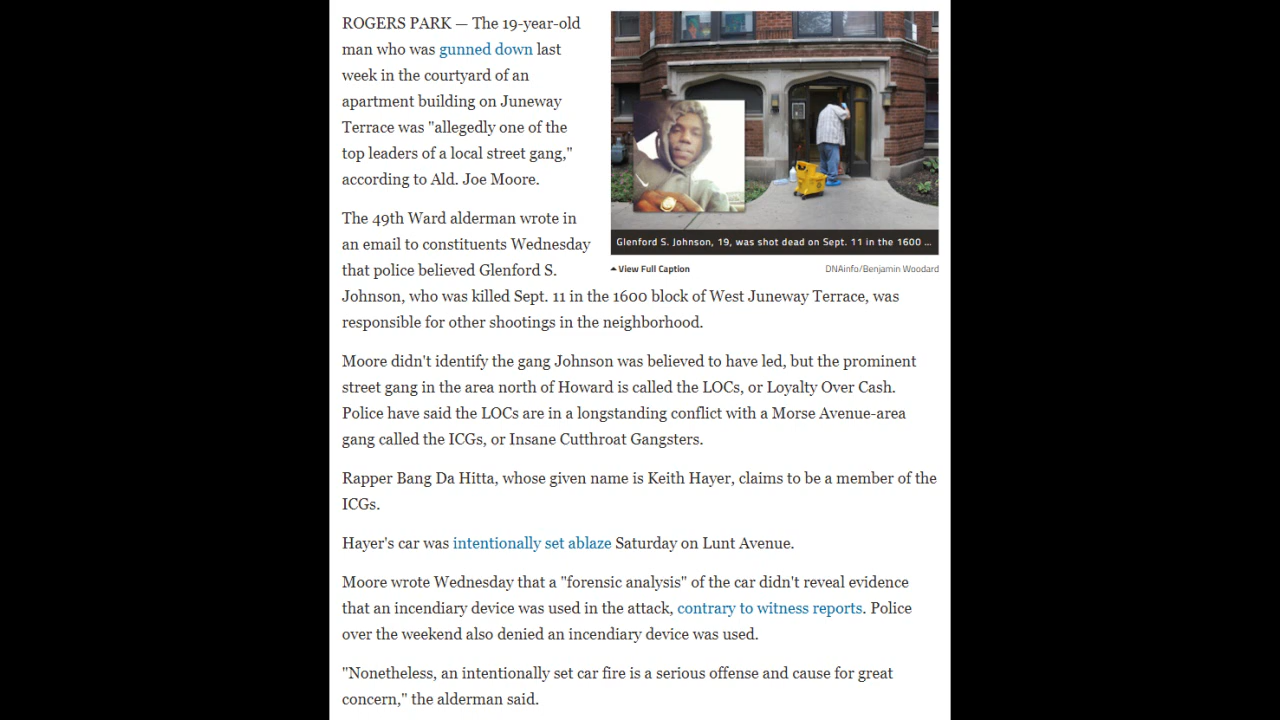 ROGERS PARK — The 19-year-old
man who was gunned down last
week in the courtyard of an
apartment building on Juneway
Terrace was "allegedly one of the
top leaders of a local street gang,"
according to Ald. Joe Moore.
Glenford S. Johnson, 19, was shot dead on Sept. 11 in the 1600 ...
View Full Caption
DNAinfo/Benjamin Woodard
The 49th Ward alderman wrote in
an email to constituents Wednesday
that police believed Glenford S.
Johnson, who was killed Sept. 11 in the 1600 block of West Juneway Terrace, was
responsible for other shootings in the neighborhood.
Moore didn't identify the gang Johnson was believed to have led, but the prominent
street gang in the area north of Howard is called the LOCs, or Loyalty Over Cash.
Police have said the LOCs are in a longstanding conflict with a Morse Avenue-area
gang called the ICGs, or Insane Cutthroat Gangsters.
Rapper Bang Da Hitta, whose given name is Keith Hayer, claims to be a member of the
ICGs.
Hayer's car was intentionally set ablaze Saturday on Lunt Avenue.
Moore wrote Wednesday that a "forensic analysis" of the car didn't reveal evidence
that an incendiary device was used in the attack, contrary to witness reports. Police
over the weekend also denied an incendiary device was used.
"Nonetheless, an intentionally set car fire is a serious offense and cause for great
concern," the alderman said.